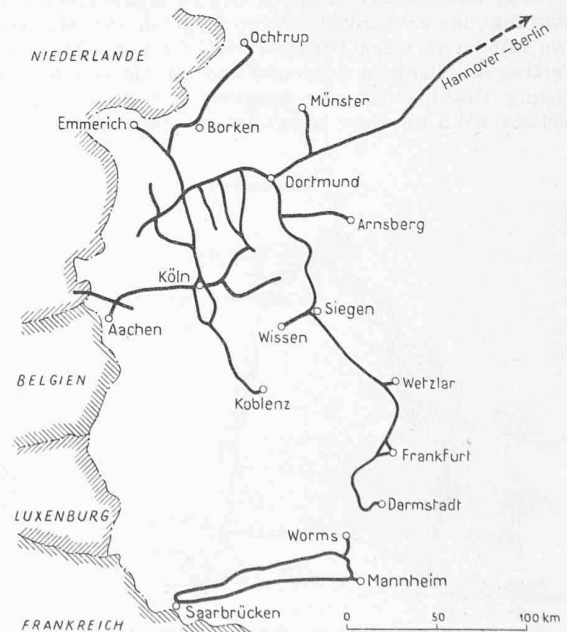 Ochtrup
NIEDERLANDE
Hannover-Berlin
Münster
Emmerich
Borken
Dortmund
Arnsberg
Köln
Siegen
Aachen
Wissen
BELGIEN
Wetzlar
Koblenz
Frankfurt
Darmstadt
LUXENBURG
Worms
Mannheim
Saarbrücken
FRANKREICH
0 50 100 km